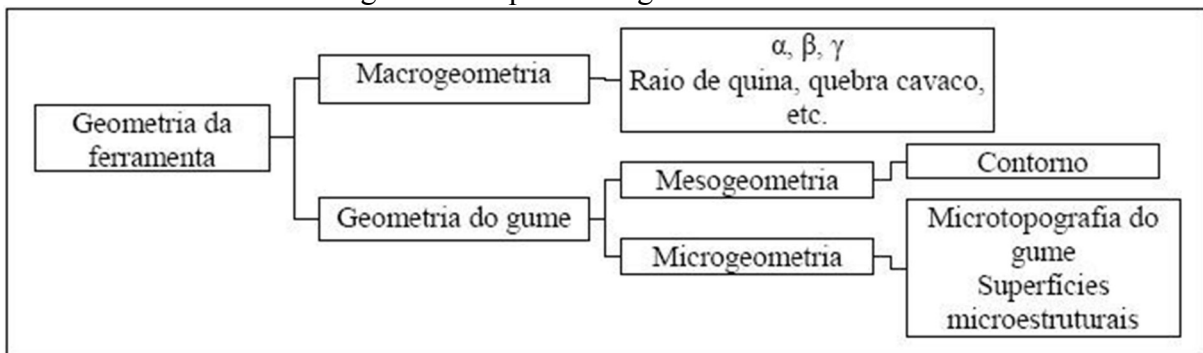 Geometria da
ferramenta
Macrogeometria
α, β, γ
Raio de quina, quebra cavaco,
etc.
Geometria do gume
Mesogeometria
Contorno
Microgeometria
Microtopografia do
gume
Superfícies
microestruturais